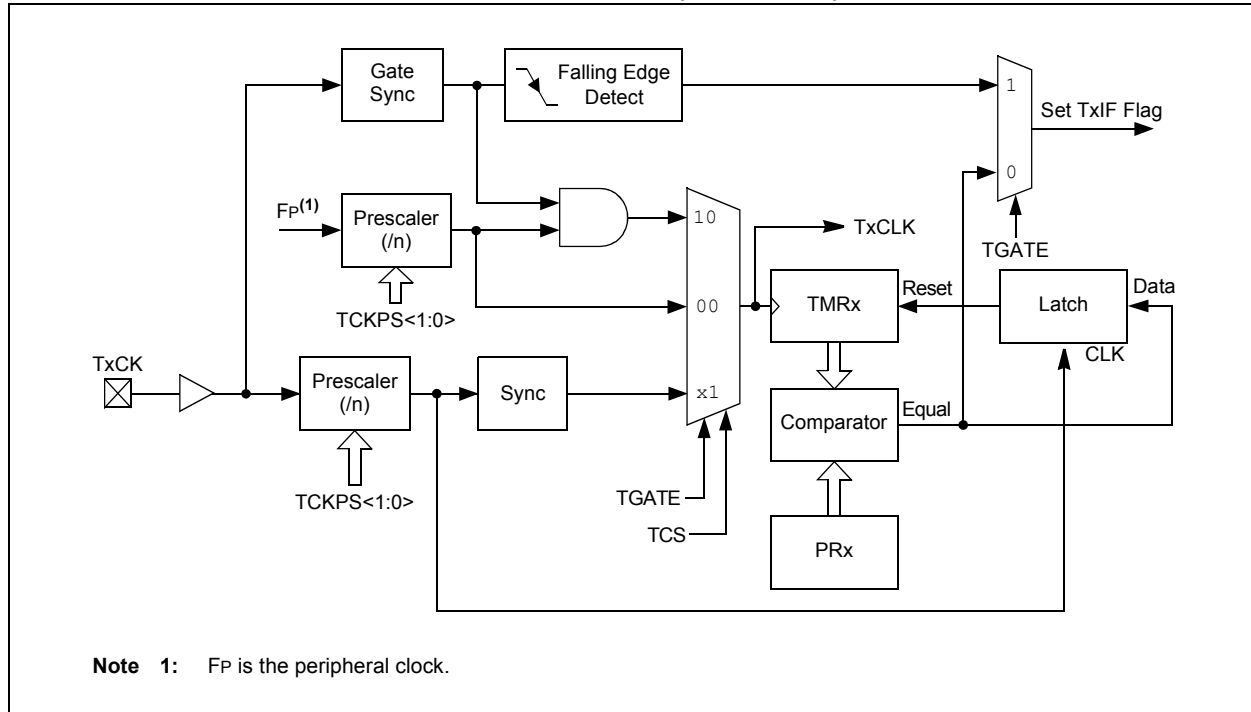 Gate
Sync
Falling Edge
Detect
1
Set TxIF Flag
0
TGATE
FP(1)
Prescaler
(/n)
TCKPS<1:0>
10
00
x1
TxCLK
TMRx
Reset
Latch
Data
CLK
TxCK
Prescaler
(/n)
TCKPS<1:0>
Sync
Comparator
Equal
TGATE
TCS
PRx
Note 1: FP is the peripheral clock.